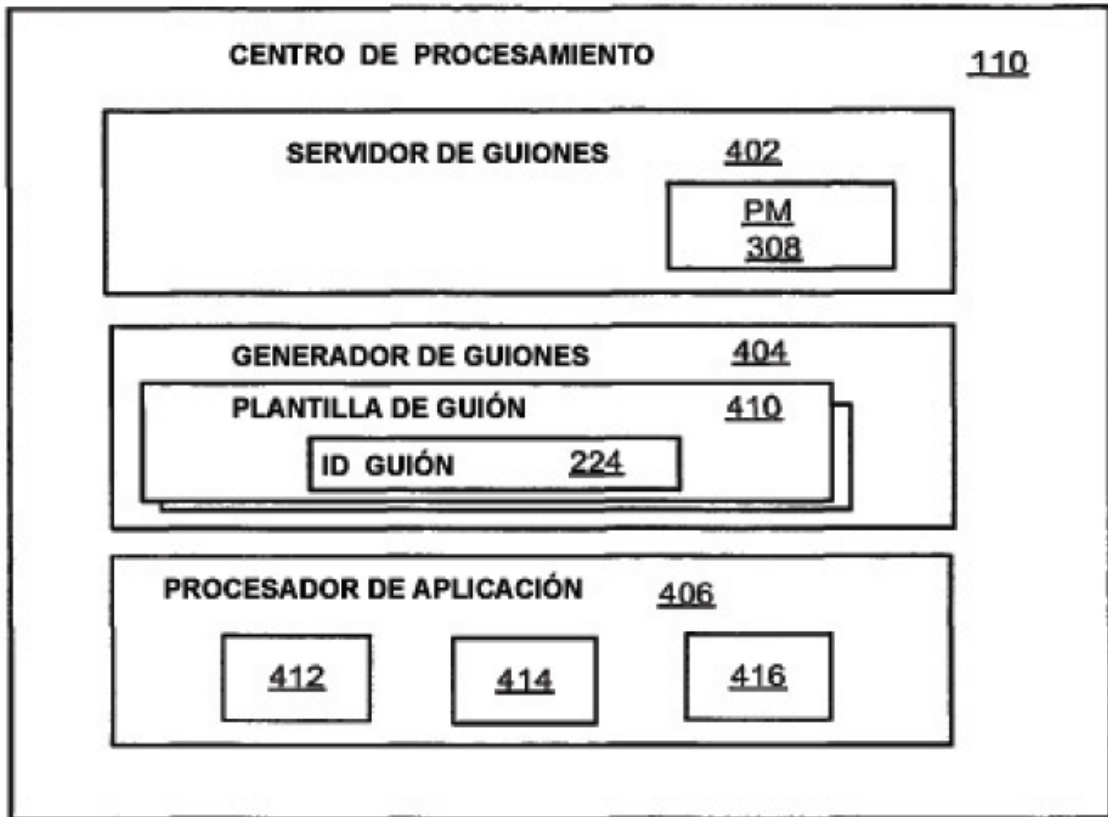 CENTRO DE PROCESAMIENTO 110
SERVIDOR DE GUIONES 402
PM
308
GENERADOR DE GUIONES 404
PLANTILLA DE GUIÓN 410
ID GUIÓN 224
PROCESADOR DE APLICACIÓN 406
412 414 416